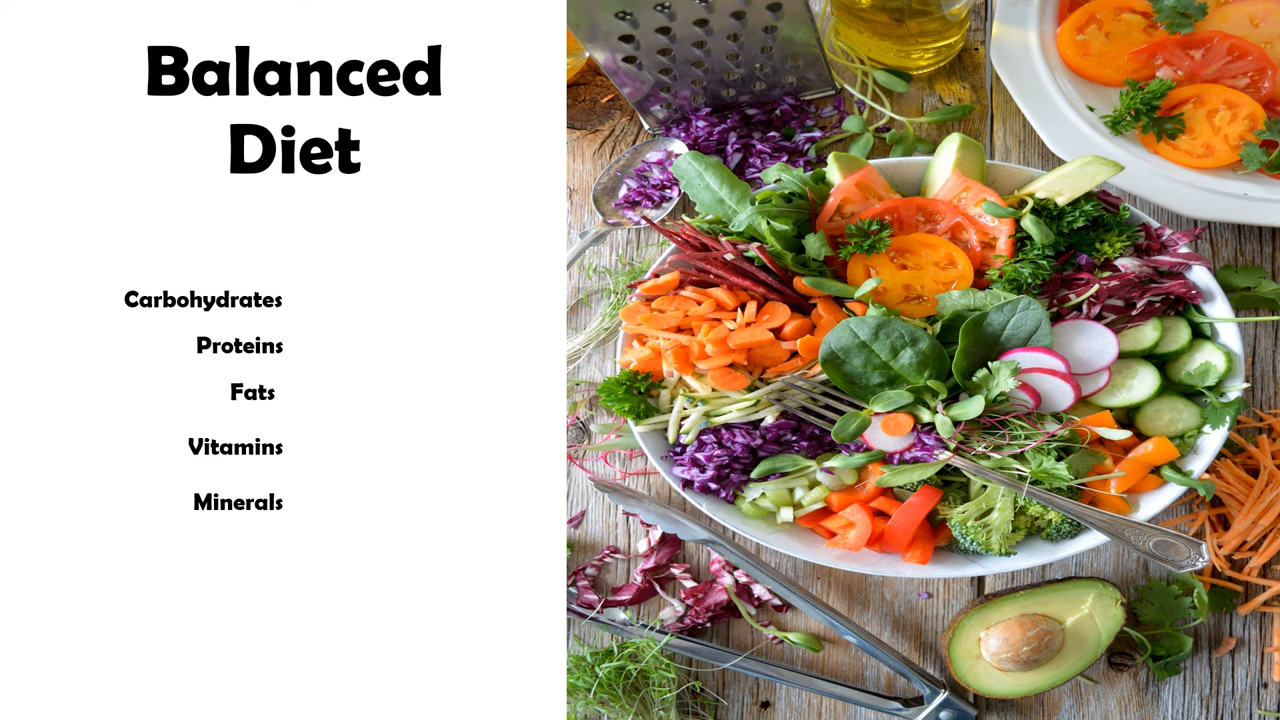 Balanced
Diet
Carbohydrates
Proteins
Fats
Vitamins
Minerals